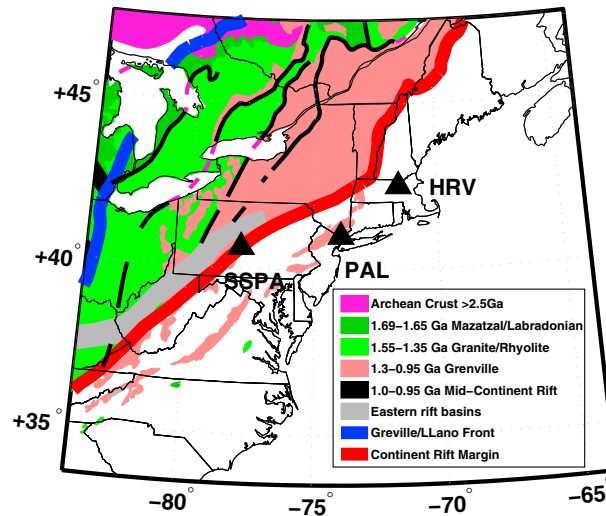 +45°
+40°
+35°
HRV
SSPA
PAL
Archean Crust >2.5Ga
1.69–1.65 Ga Mazatzal/Labradonian
1.55–1.35 Ga Granite/Rhyolite
1.3–0.95 Ga Grenville
1.0–0.95 Ga Mid–Continent Rift
Eastern rift basins
Greville/LLano Front
Continent Rift Margin
−80°
−75°
−70°
−65°